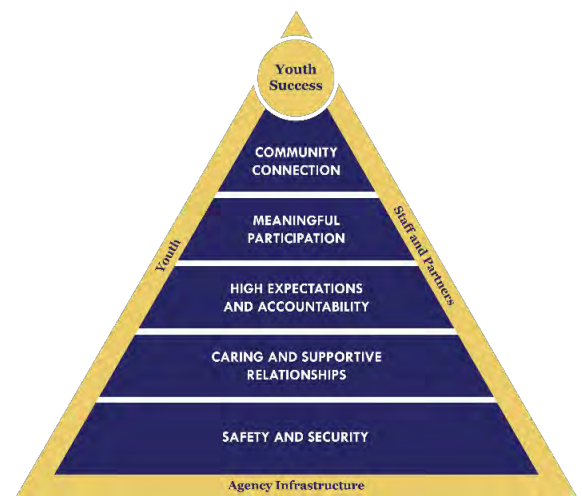 Youth
Success
COMMUNITY
CONNECTION
MEANINGFUL
PARTICIPATION
Youth
Staff and Partners
HIGH EXPECTATIONS
AND ACCOUNTABILITY
CARING AND SUPPORTIVE
RELATIONSHIPS
SAFETY AND SECURITY
Agency Infrastructure